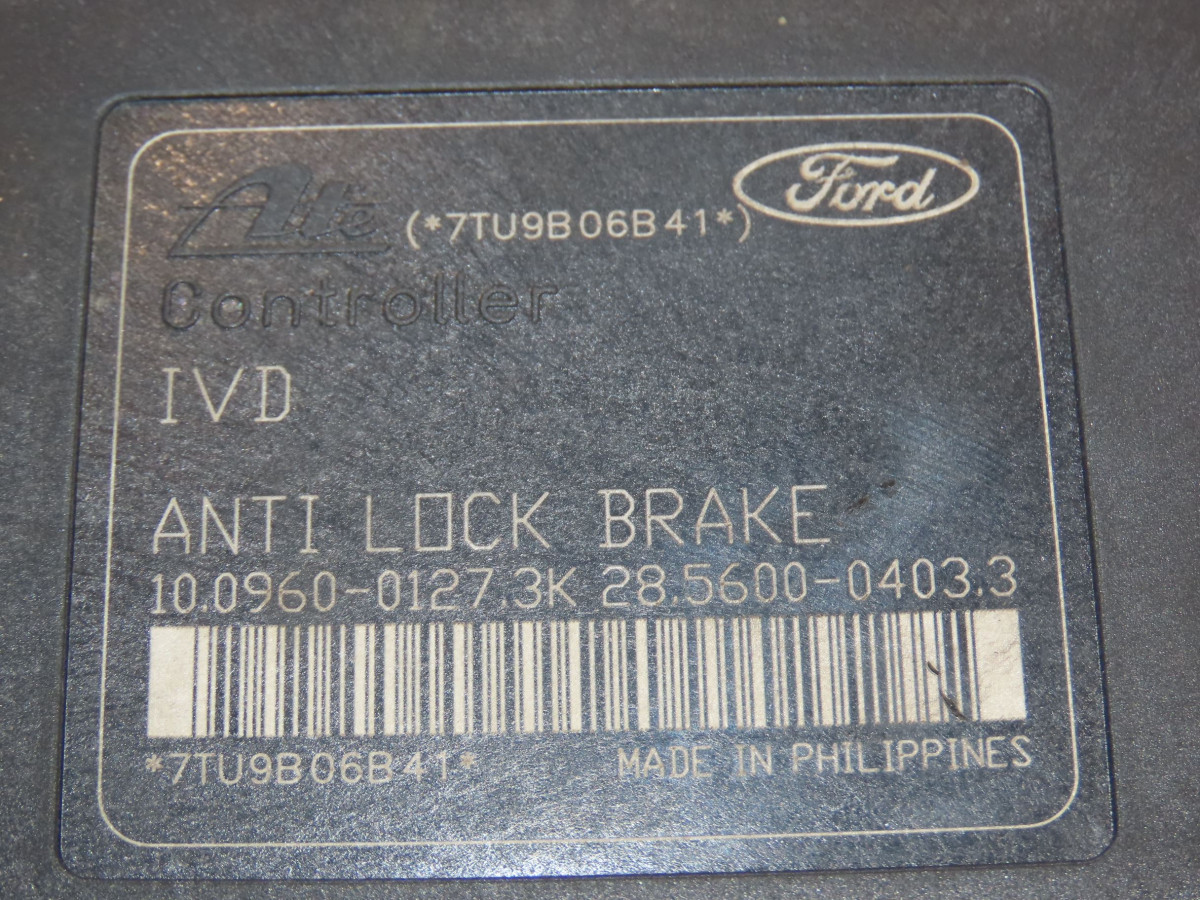 Ate (*7TU9B06B41*) Ford
Controller
IVD
ANTI LOCK BRAKE
10.0960-0127.3K 28.5600-0403.3
*7TU9B06B41* MADE IN PHILIPPINES